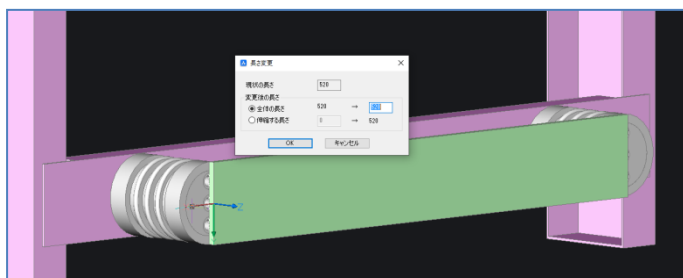 長さ変更
現状の長さ 520
変更後の長さ
全体の長さ 520 → 520
伸縮する長さ 0 → 520
OK キャンセル
Z